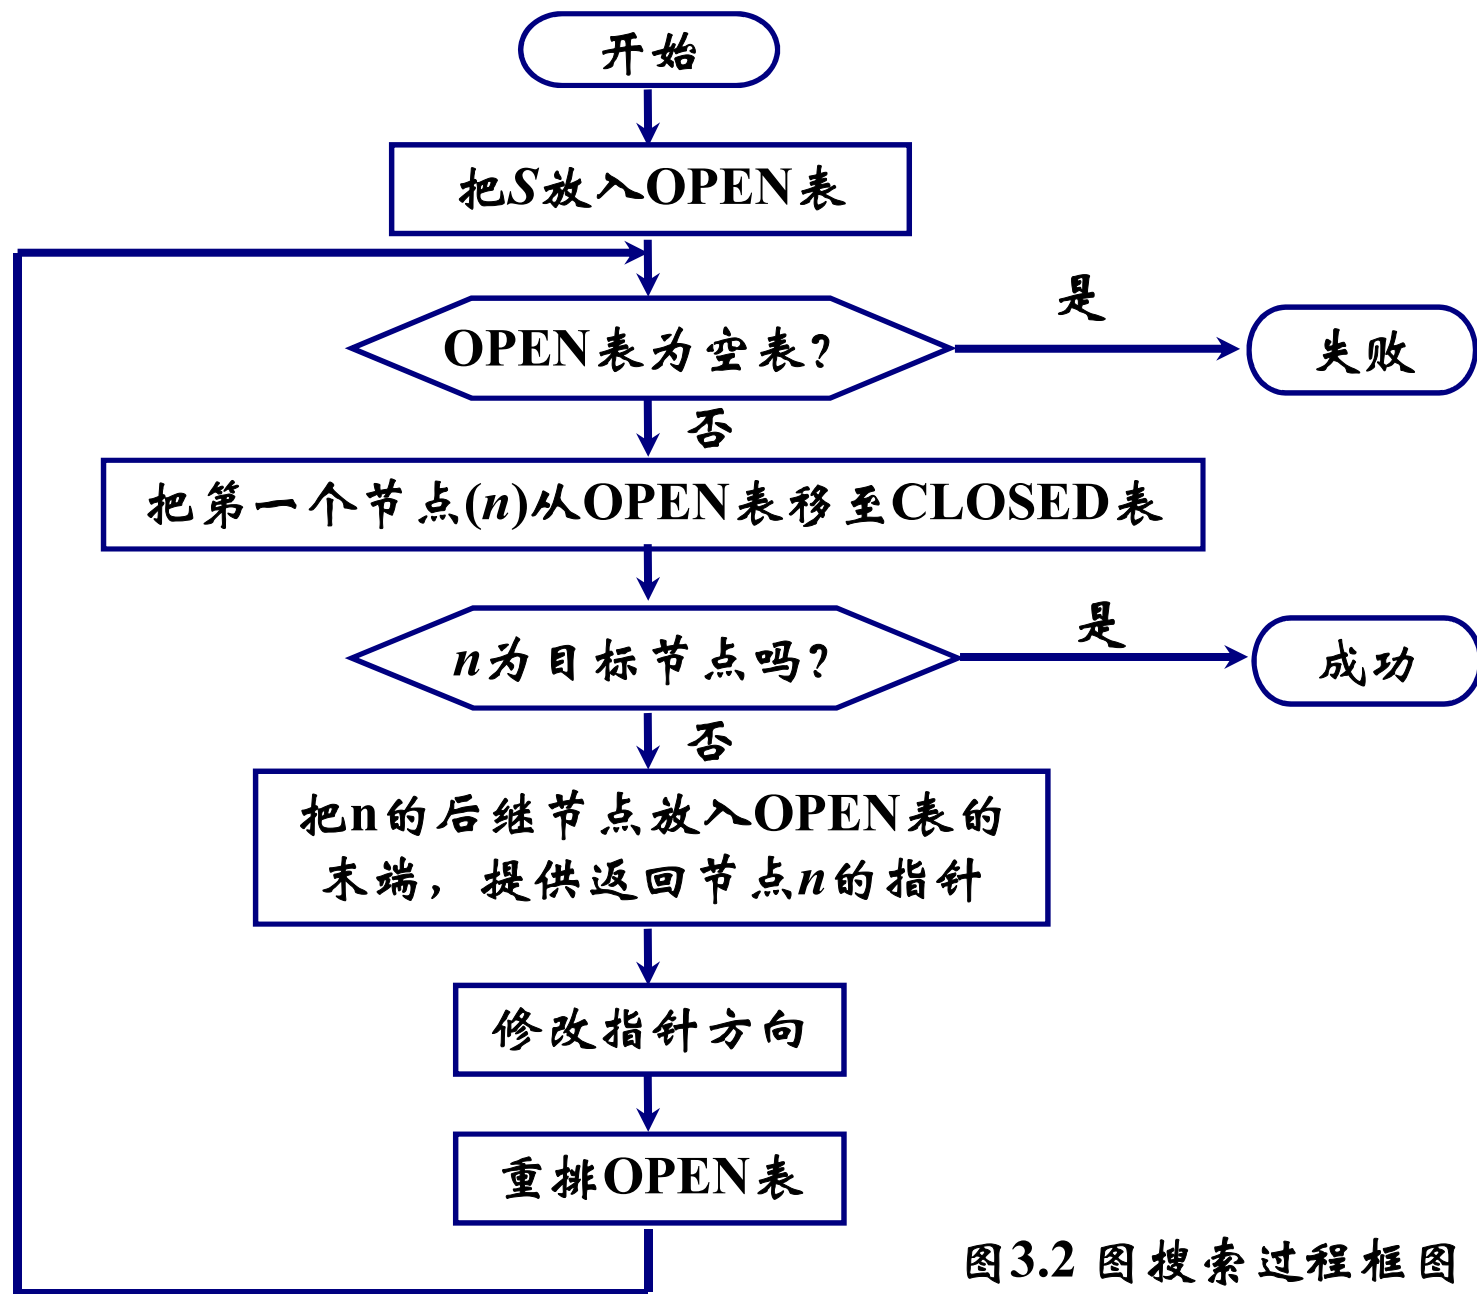 开始
把S放入OPEN表
OPEN表为空表?
是
失败
否
把第一个节点(n)从OPEN表移至CLOSED表
n为目标节点吗?
是
成功
否
把n的后继节点放入OPEN表的
末端，提供返回节点n的指针
修改指针方向
重排OPEN表
图3.2 图搜索过程框图